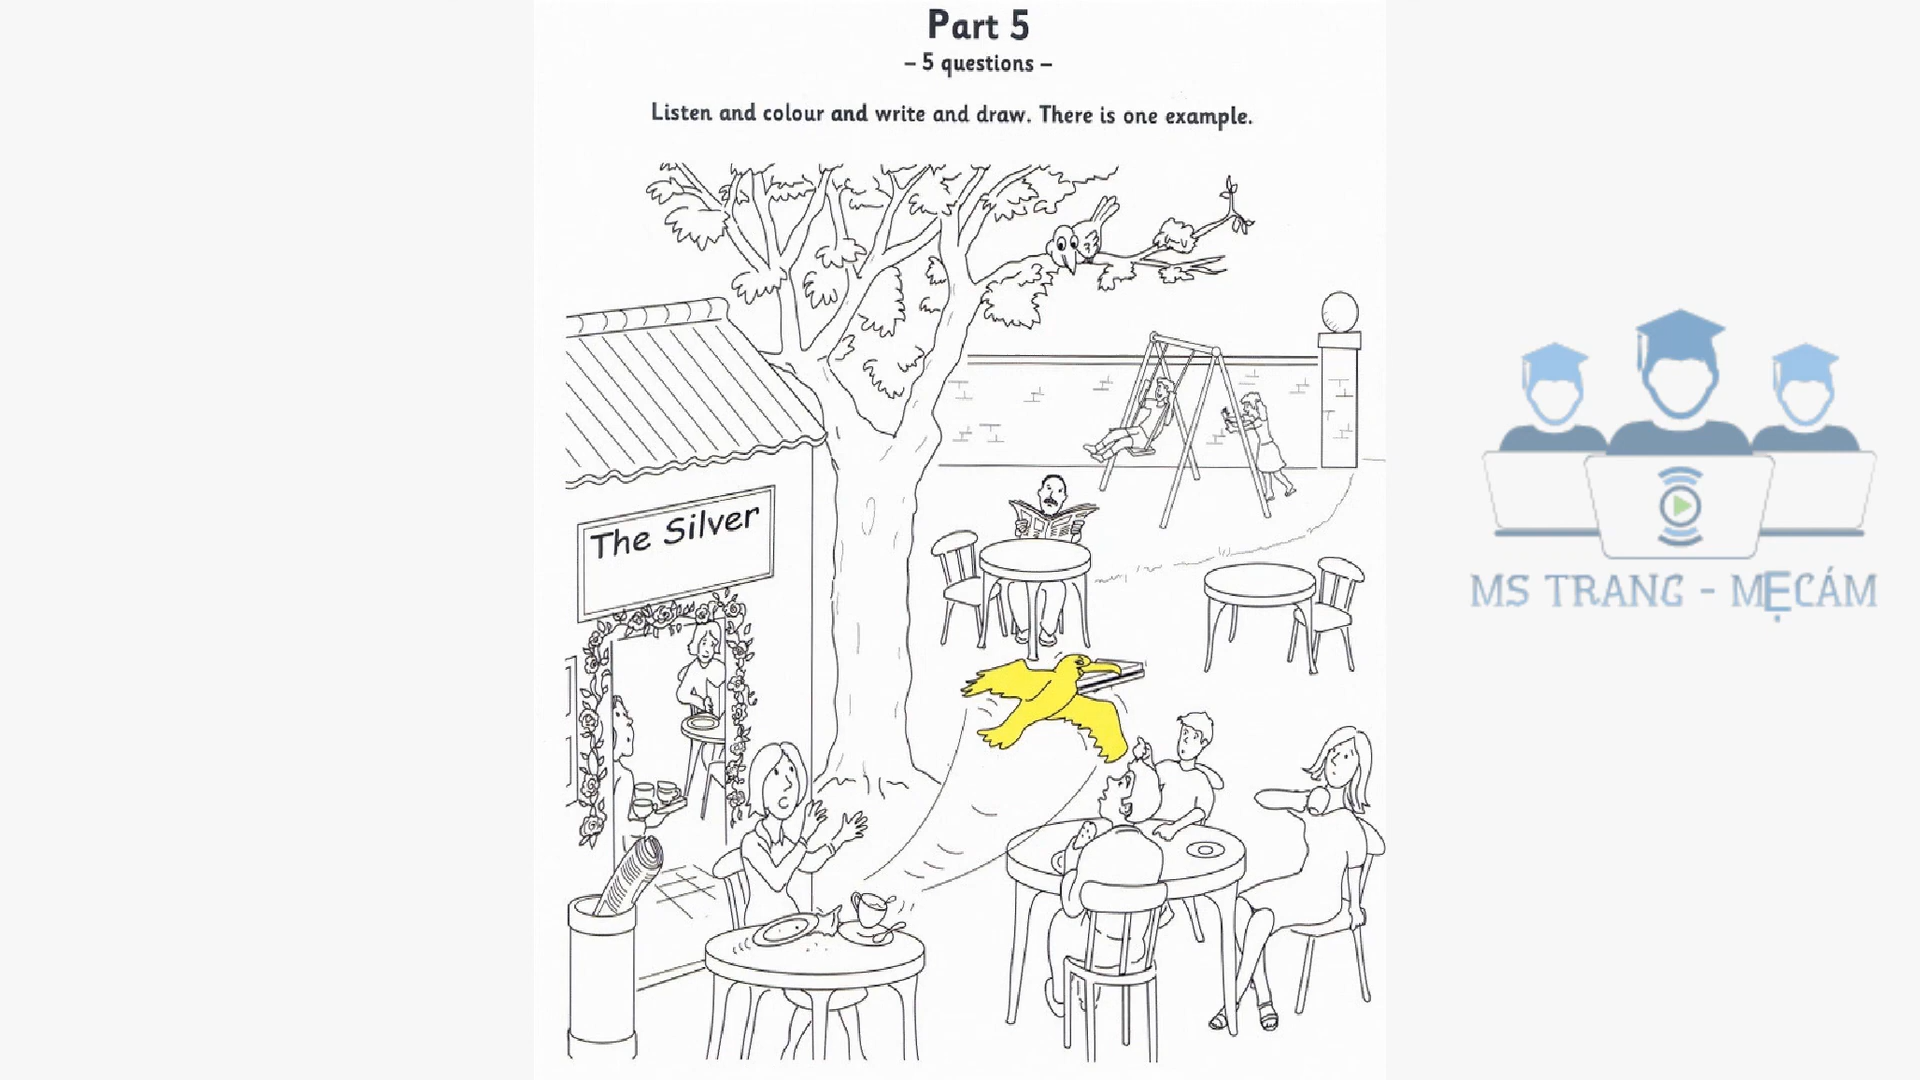 Part 5
– 5 questions –
Listen and colour and write and draw. There is one example.
The Silver
MS TRANG - MẸCÁM